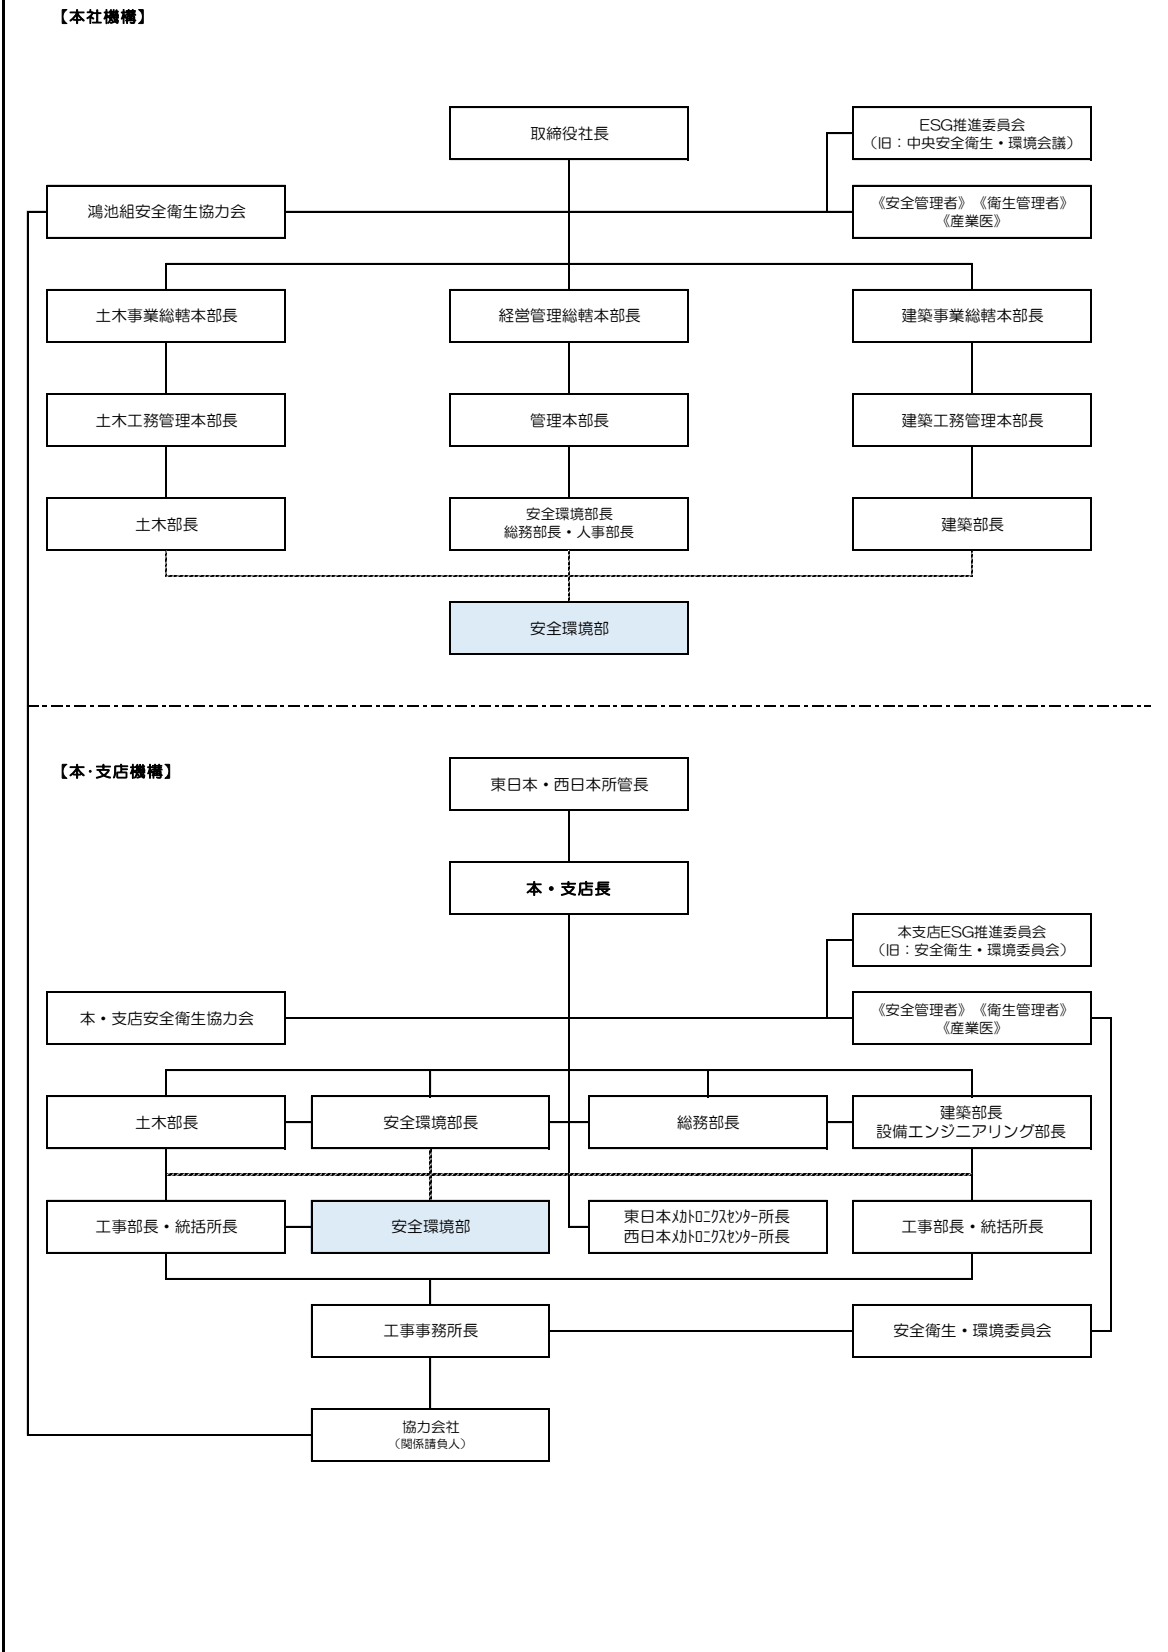 【本社機構】
取締役社長
ESG推進委員会
（旧：中央安全衛生・環境会議）
鴻池組安全衛生協力会
《安全管理者》《衛生管理者》
《産業医》
土木事業総轄本部長
経営管理総轄本部長
建築事業総轄本部長
土木工務管理本部長
管理本部長
建築工務管理本部長
土木部長
安全環境部長
総務部長・人事部長
建築部長
安全環境部
【本・支店機構】
東日本・西日本所管長
本・支店長
本支店ESG推進委員会
（旧：安全衛生・環境委員会）
本・支店安全衛生協力会
《安全管理者》《衛生管理者》
《産業医》
土木部長
安全環境部長
総務部長
建築部長
設備エンジニアリング部長
工事部長・統括所長
安全環境部
東日本ﾒｶﾄﾛﾆｸｽｾﾝﾀｰ所長
西日本ﾒｶﾄﾛﾆｸｽｾﾝﾀｰ所長
工事部長・統括所長
工事事務所長
安全衛生・環境委員会
協力会社
（関係請負人）